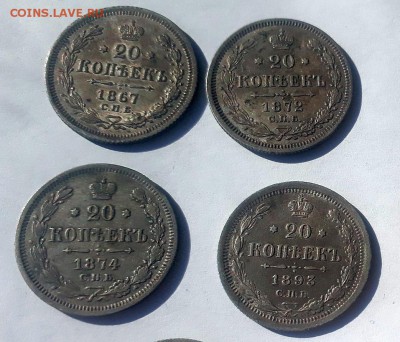 COINS.LAVE.RU
20
КОПѢЕКЪ
1867
С.П.Б.
20
КОПѢЕКЪ
1872
С.П.Б.
20
КОПѢЕКЪ
1874
С.П.Б.
20
КОПѢЕКЪ
1893
С.П.Б.